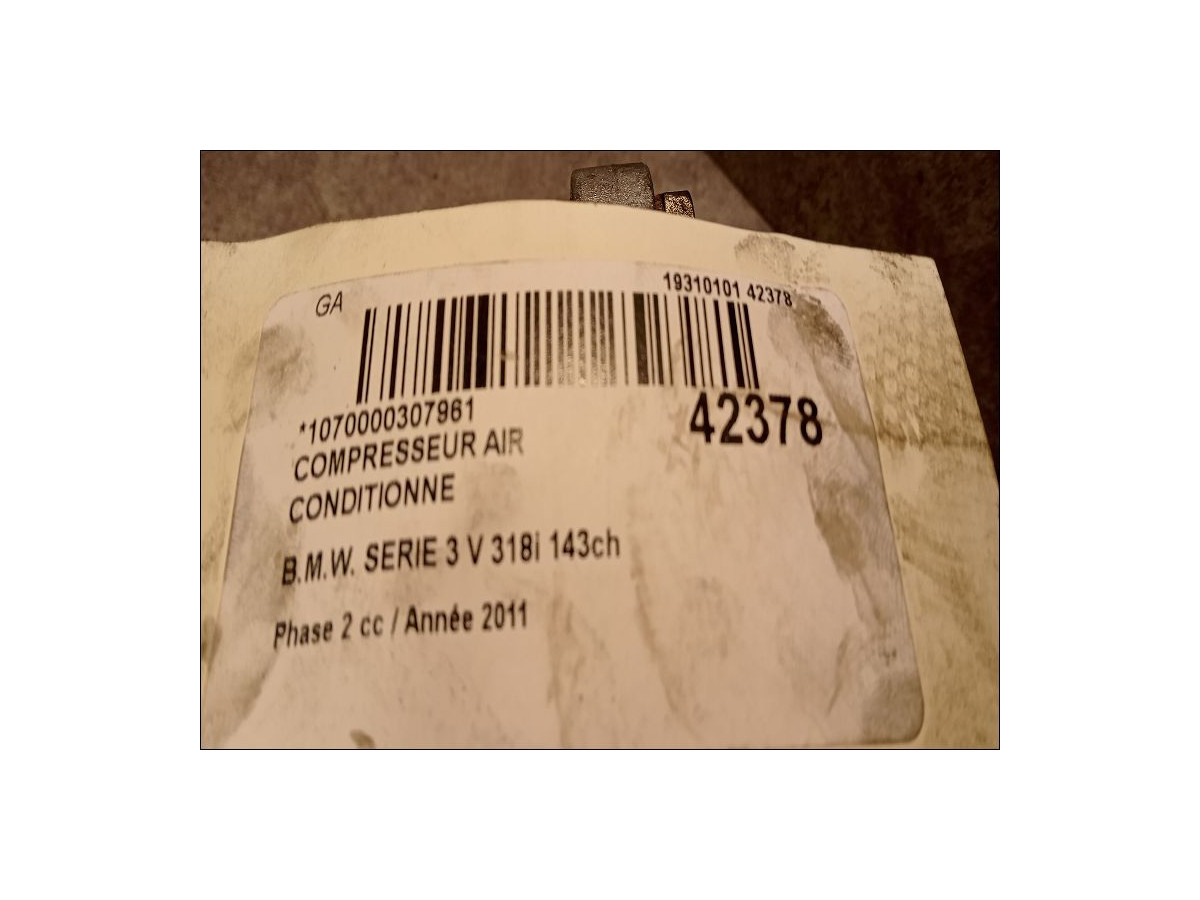 GA
19310101 42378
*1070000307961
42378
COMPRESSEUR AIR
CONDITIONNE
B.M.W. SERIE 3 V 318i 143ch
Phase 2 cc / Année 2011